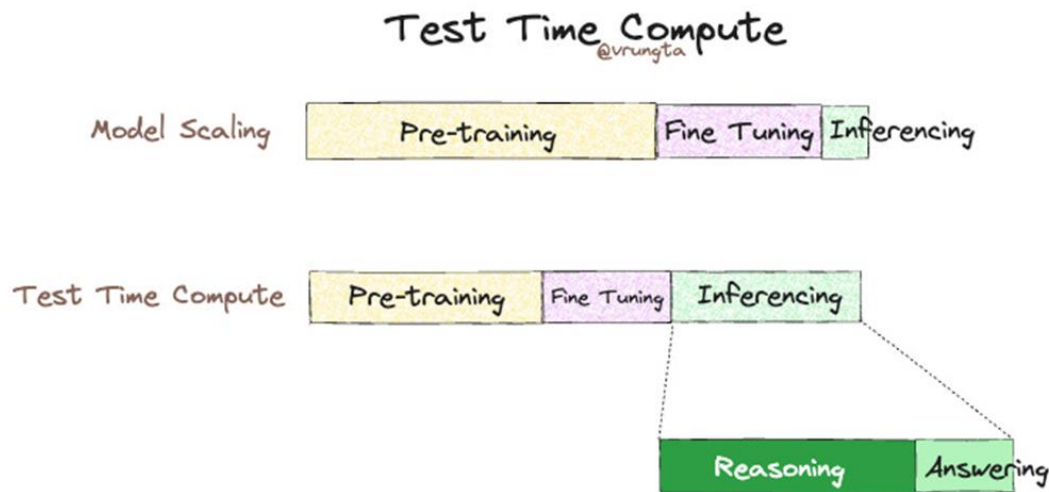 Test Time Compute
@vrungta
Model Scaling
Pre-training
Fine Tuning
Inferencing
Test Time Compute
Pre-training
Fine Tuning
Inferencing
Reasoning
Answering